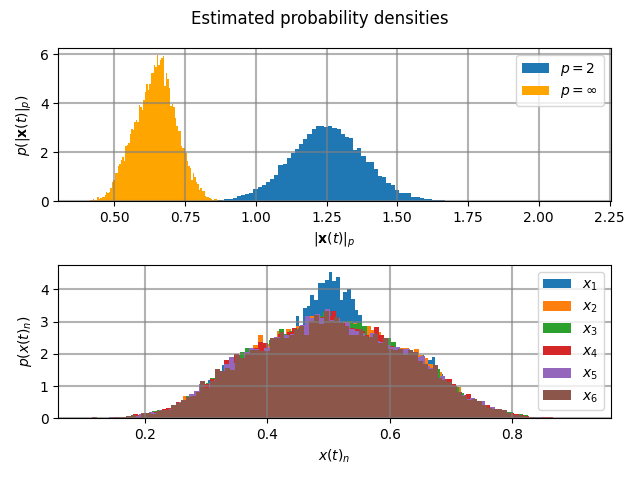 Estimated probability densities
6
4
2
0
p(|𝐱(t)|ₚ)
p = 2
p = ∞
0.50 0.75 1.00 1.25 1.50 1.75 2.00 2.25
|𝐱(t)|ₚ
4
3
2
1
0
p(x(t)ₙ)
x₁
x₂
x₃
x₄
x₅
x₆
0.2 0.4 0.6 0.8
x(t)ₙ